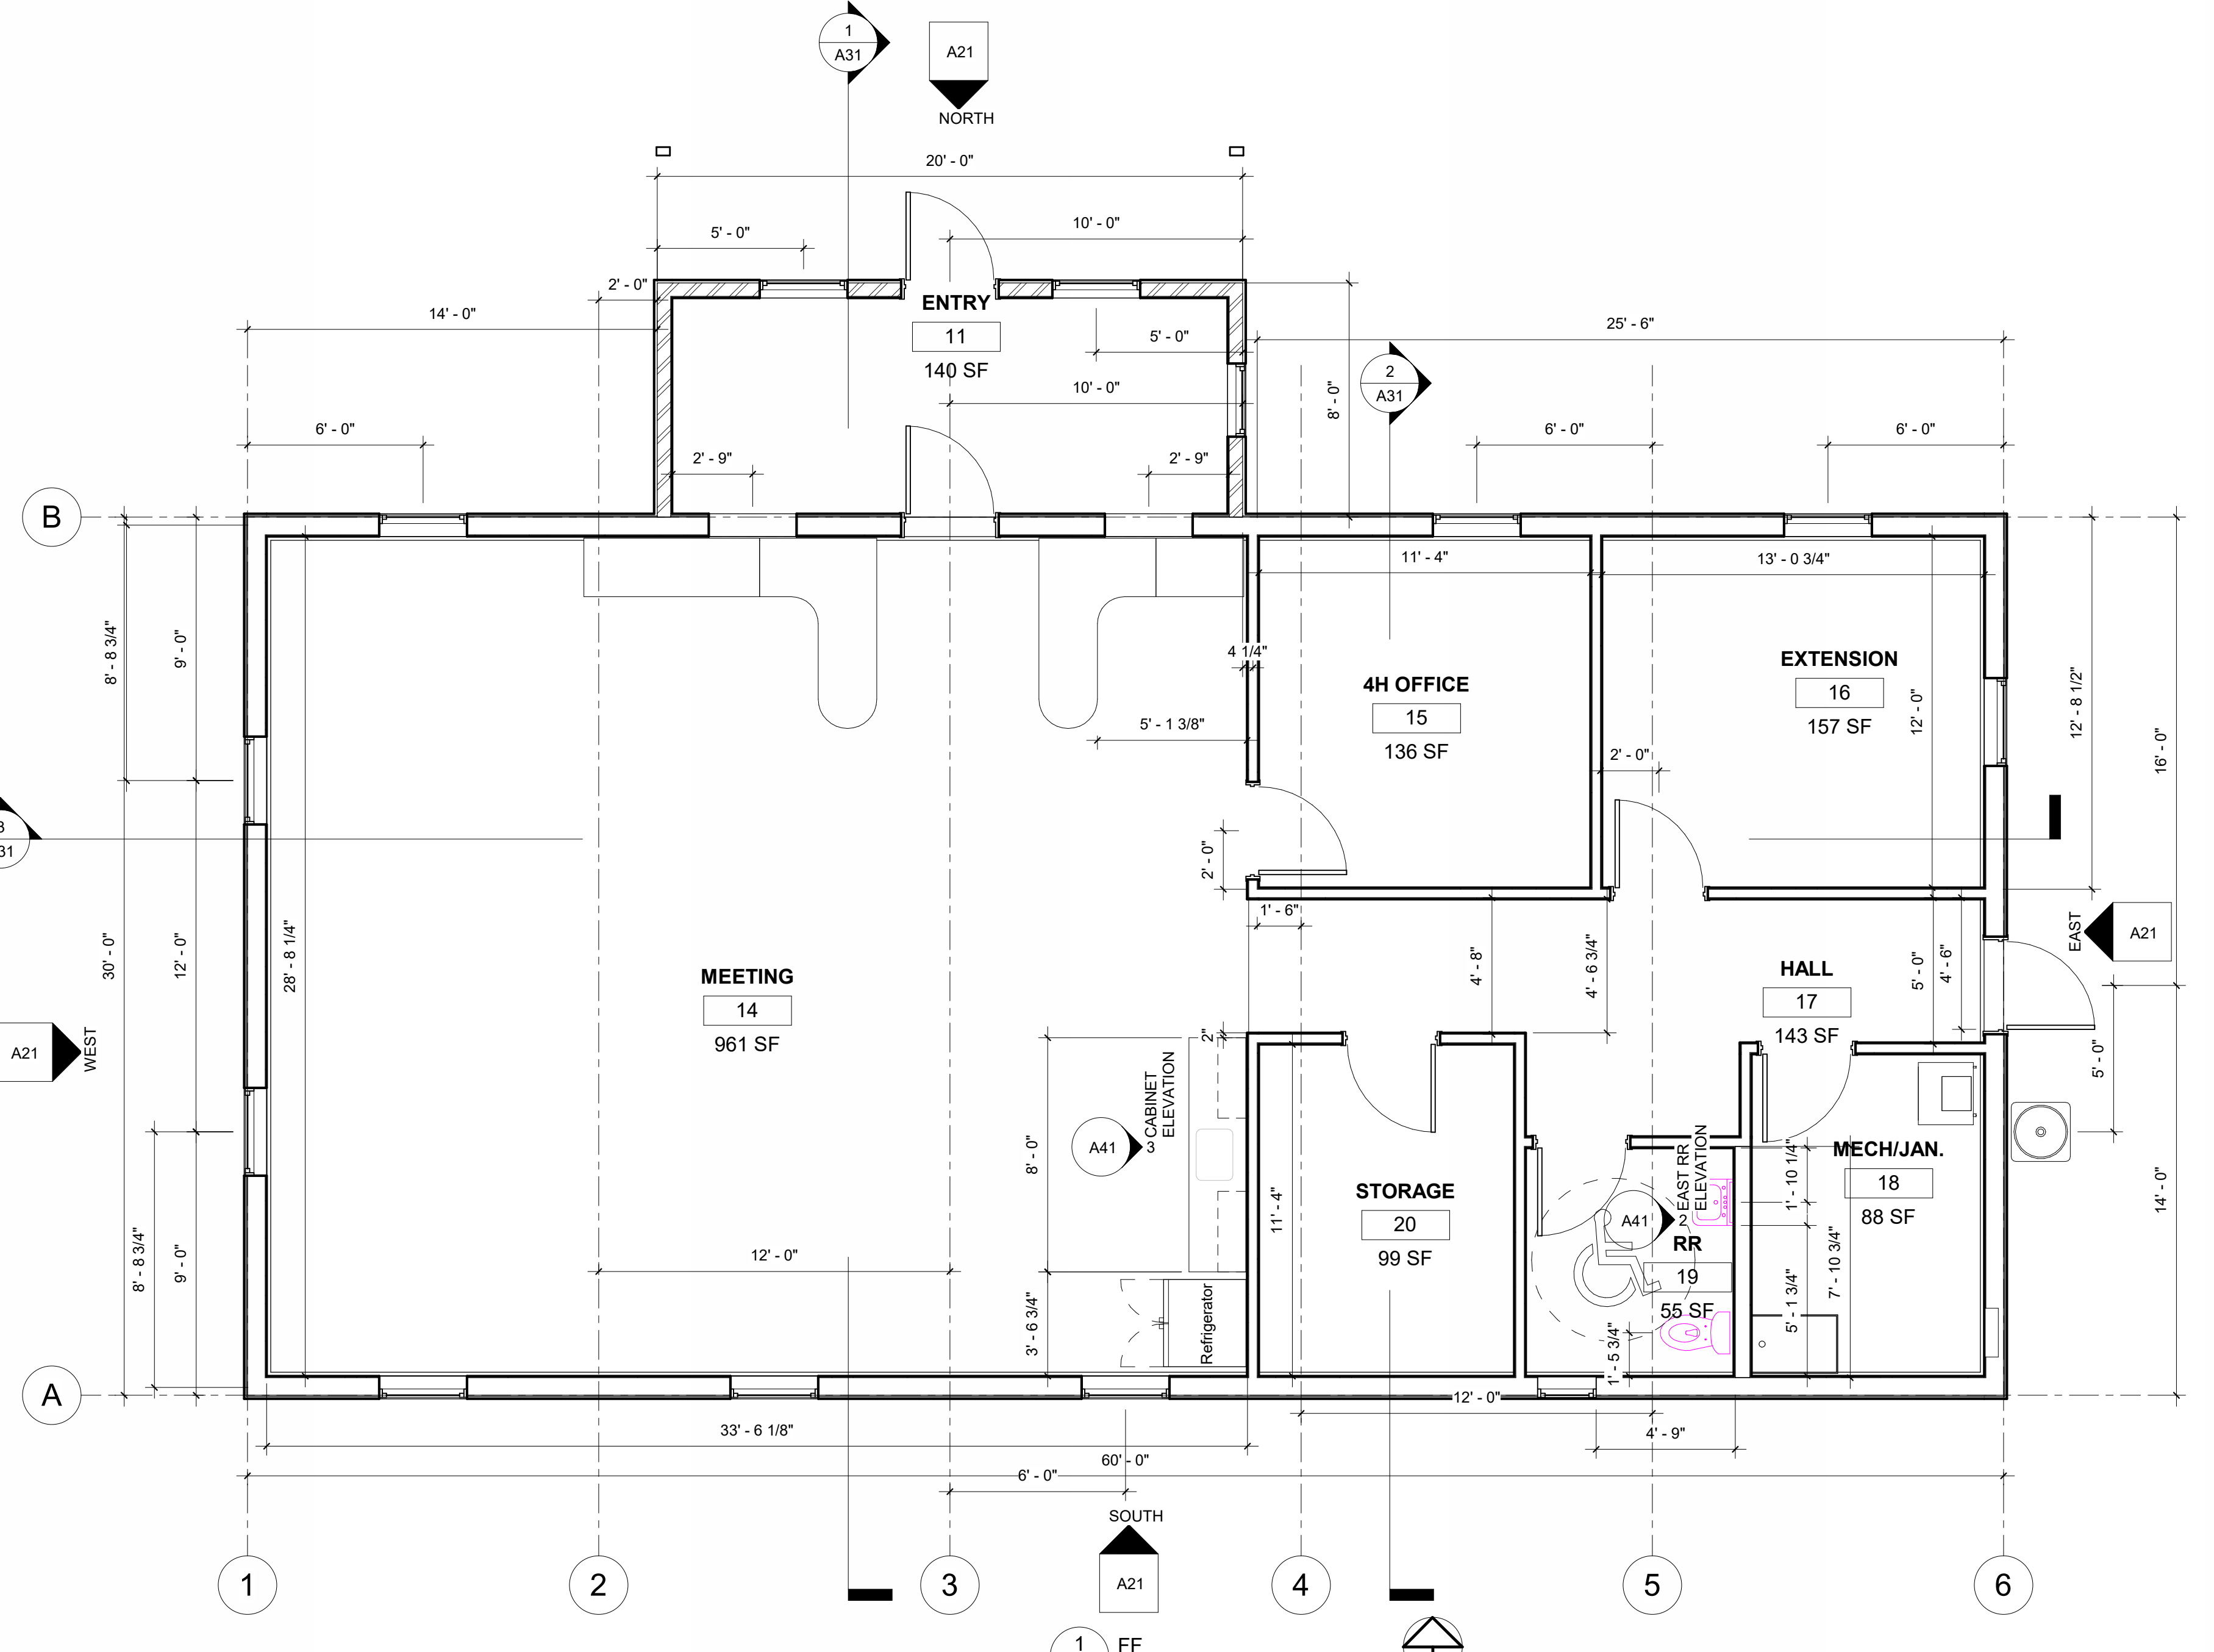 1
A31
A21
NORTH
20' - 0"
5' - 0"
10' - 0"
2' - 0"
ENTRY
11
140 SF
14' - 0"
5' - 0"
25' - 6"
10' - 0"
2
A31
8' - 0"
6' - 0"
6' - 0"
6' - 0"
2' - 9"
2' - 9"
B
11' - 4"
13' - 0 3/4"
8' - 8 3/4"
9' - 0"
4 1/4"
4H OFFICE
15
136 SF
EXTENSION
16
157 SF
12' - 0"
12' - 8 1/2"
16' - 0"
5' - 1 3/8"
2' - 0"
3
31
2' - 0"
1' - 6"
30' - 0"
12' - 0"
28' - 8 1/4"
MEETING
14
961 SF
4' - 8"
4' - 6 3/4"
HALL
17
143 SF
5' - 0"
4' - 6"
EAST
A21
A21
WEST
2"
5' - 0"
8' - 0"
A41
3
CABINET
ELEVATION
MECH/JAN.
18
88 SF
STORAGE
20
99 SF
11' - 4"
A41
2
EAST RR
ELEVATION
RR
19
55 SF
1' - 10 1/4"
7' - 10 3/4"
5' - 1 3/4"
1' - 5 3/4"
14' - 0"
8' - 8 3/4"
9' - 0"
12' - 0"
3' - 6 3/4"
Refrigerator
A
12' - 0"
33' - 6 1/8"
4' - 9"
60' - 0"
6' - 0"
SOUTH
A21
1
2
3
4
5
6
1